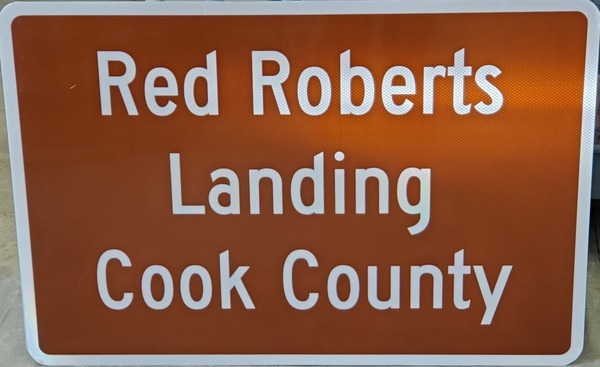 Red Roberts
Landing
Cook County